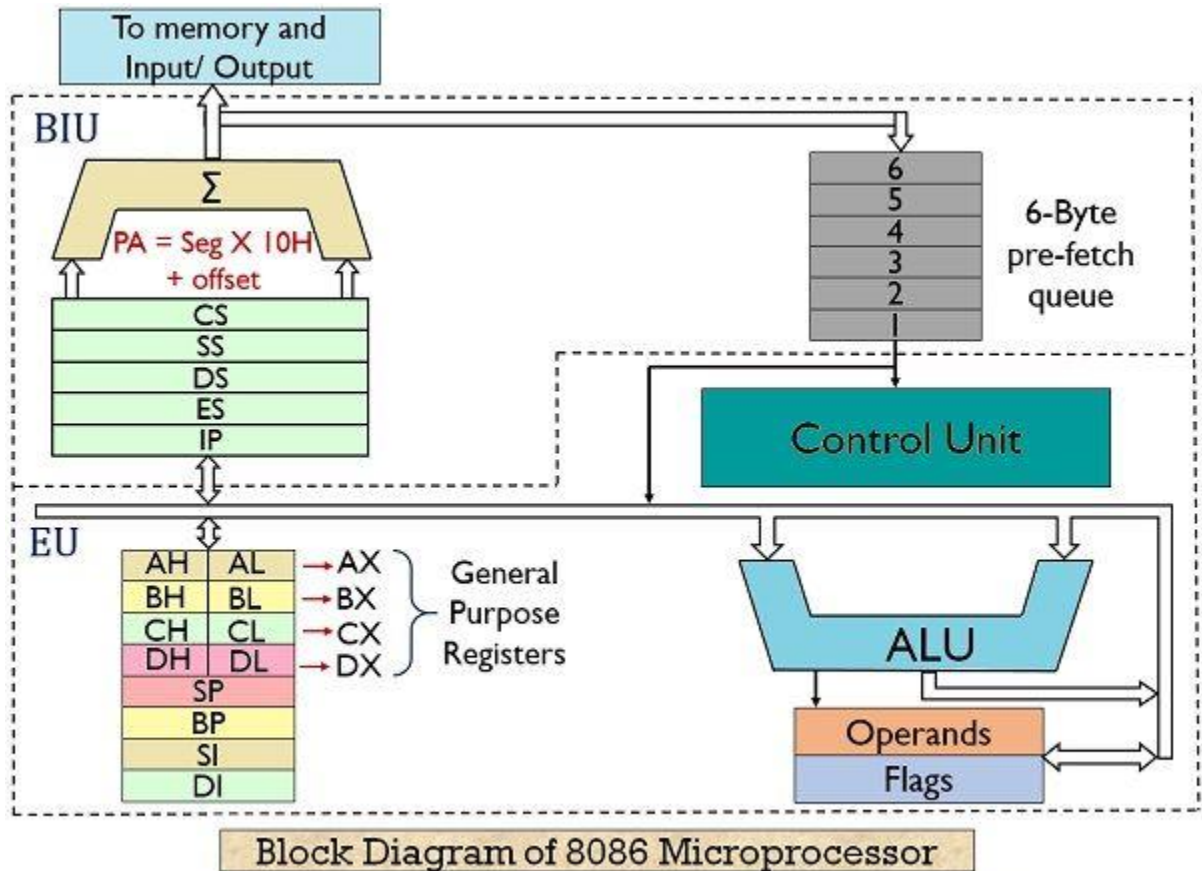 To memory and
Input/ Output
BIU
Σ
PA = Seg X 10H
+ offset
CS
SS
DS
ES
IP
6
5
4
3
2
1
6-Byte
pre-fetch
queue
Control Unit
EU
AH AL AX
BH BL BX
CH CL CX
DH DL DX
SP
BP
SI
DI
General
Purpose
Registers
ALU
Operands
Flags
Block Diagram of 8086 Microprocessor